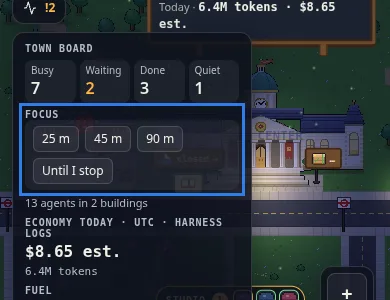 !2
Today · 6.4M tokens · $8.65
est.
TOWN BOARD
Busy Waiting Done Quiet
7 2 3 1
FOCUS
25 m 45 m 90 m
Until I stop
13 agents in 2 buildings
ECONOMY TODAY · UTC · HARNESS
LOGS
$8.65 est.
6.4M tokens
FUEL
+